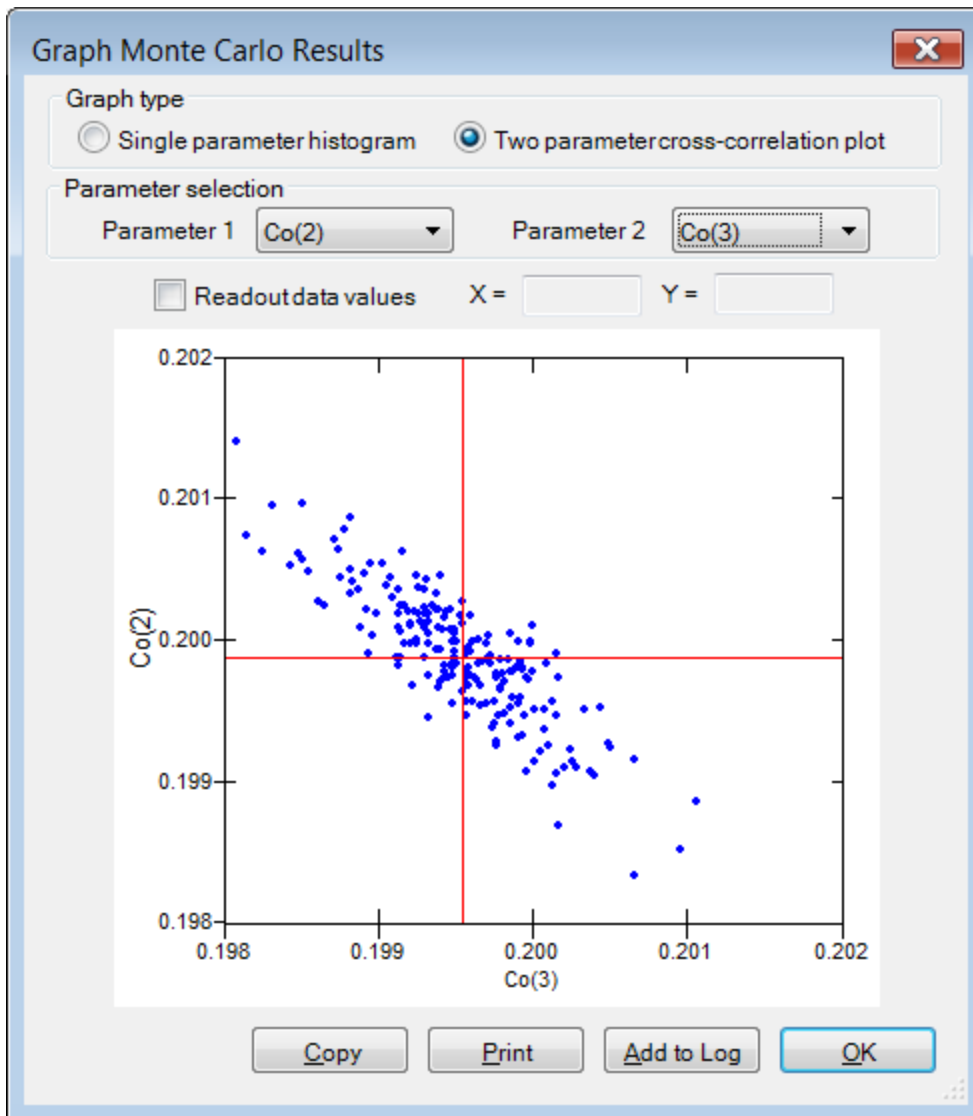 Graph Monte Carlo Results
Graph type
Single parameter histogram Two parameter cross-correlation plot
Parameter selection
Parameter 1 Co(2) Parameter 2 Co(3)
Readout data values X = Y =
0.202
0.201
0.200
0.199
0.198
Co(2)
0.198 0.199 0.200 0.201 0.202
Co(3)
Copy Print Add to Log OK